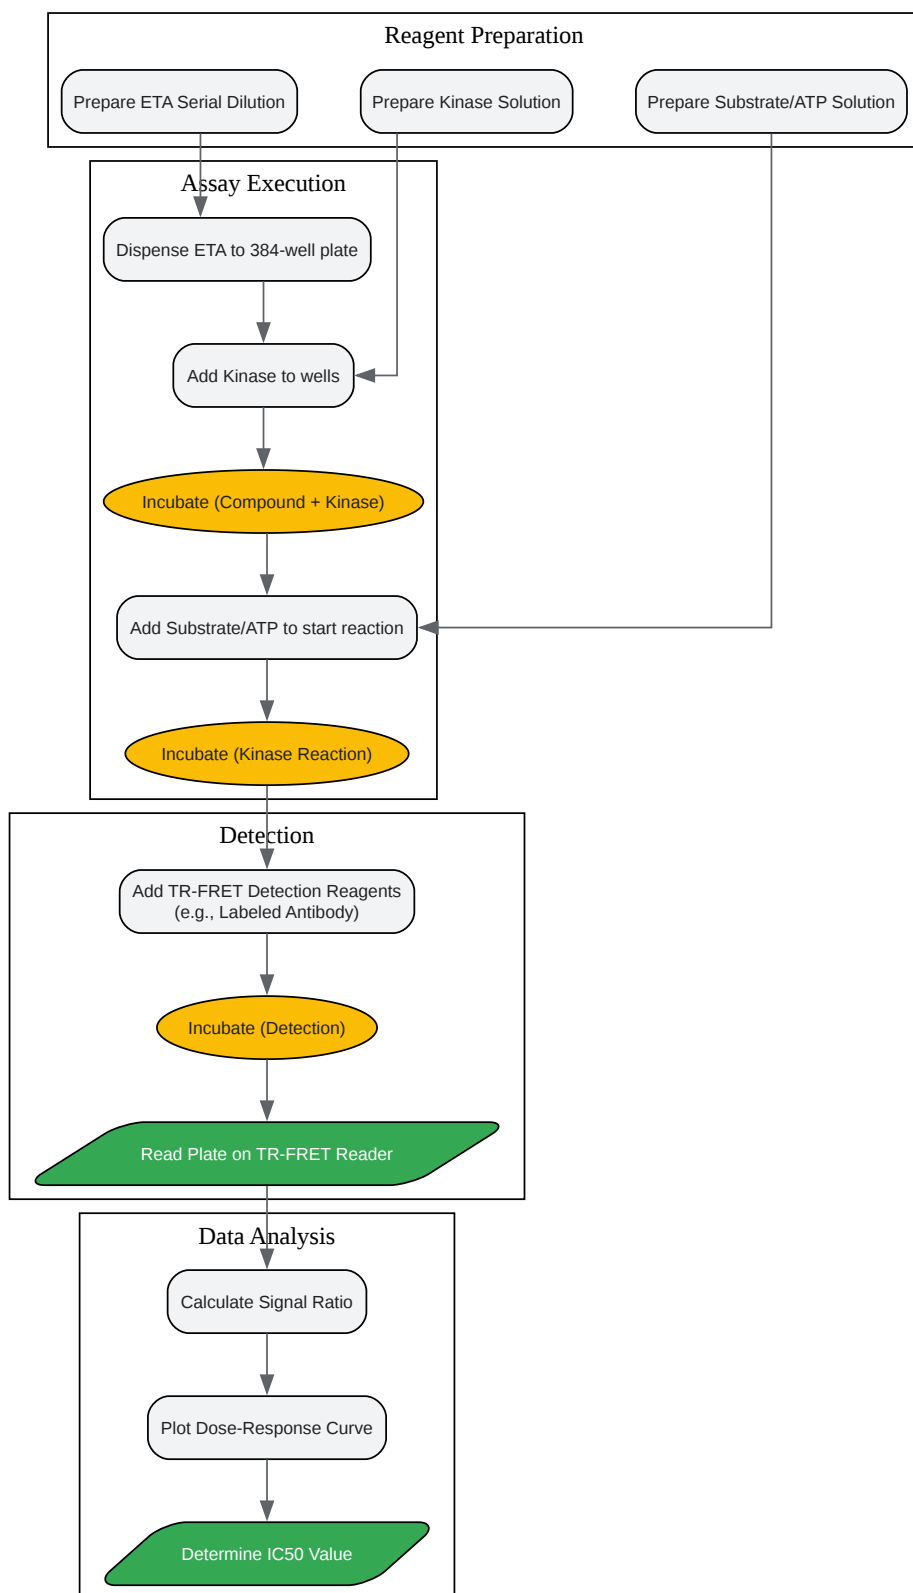 Reagent Preparation
Prepare ETA Serial Dilution
Prepare Kinase Solution
Prepare Substrate/ATP Solution
Assay Execution
Dispense ETA to 384-well plate
Add Kinase to wells
Incubate (Compound + Kinase)
Add Substrate/ATP to start reaction
Incubate (Kinase Reaction)
Detection
Add TR-FRET Detection Reagents
(e.g., Labeled Antibody)
Incubate (Detection)
Read Plate on TR-FRET Reader
Data Analysis
Calculate Signal Ratio
Plot Dose-Response Curve
Determine IC50 Value